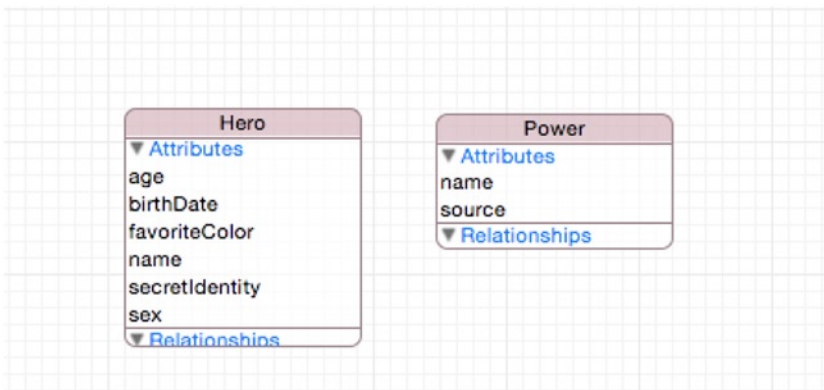 Hero
Attributes
age
birthDate
favoriteColor
name
secretIdentity
sex
Relationships
Power
Attributes
name
source
Relationships